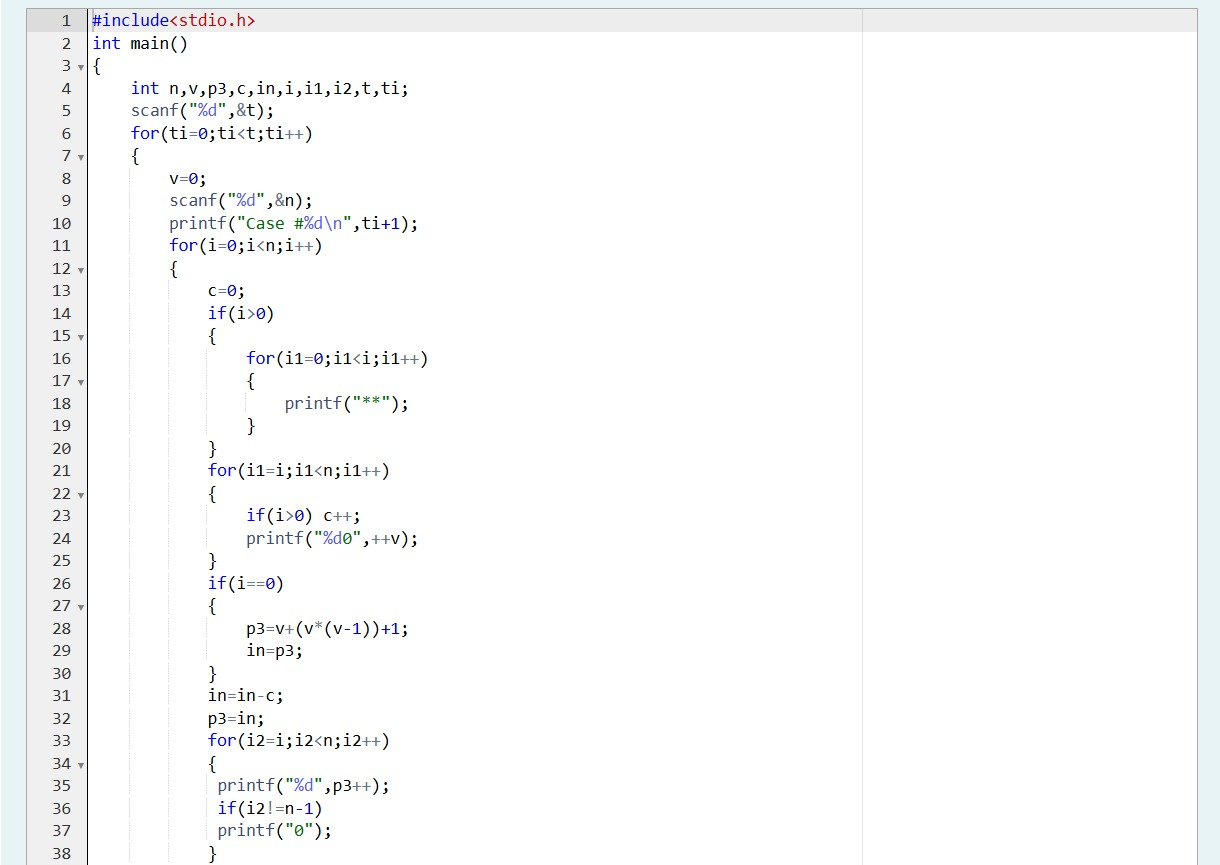 1 #include<stdio.h>
2 int main()
3 {
4 int n,v,p3,c,in,i,i1,i2,t,ti;
5 scanf("%d",&t);
6 for(ti=0;ti<t;ti++)
7 {
8 v=0;
9 scanf("%d",&n);
10 printf("Case #%d\n",ti+1);
11 for(i=0;i<n;i++)
12 {
13 c=0;
14 if(i>0)
15 {
16 for(i1=0;i1<i;i1++)
17 {
18 printf("**");
19 }
20 }
21 for(i1=i;i1<n;i1++)
22 {
23 if(i>0) c++;
24 printf("%d0",++v);
25 }
26 if(i==0)
27 {
28 p3=v+(v*(v-1))+1;
29 in=p3;
30 }
31 in=in-c;
32 p3=in;
33 for(i2=i;i2<n;i2++)
34 {
35 printf("%d",p3++);
36 if(i2!=n-1)
37 printf("0");
38 }